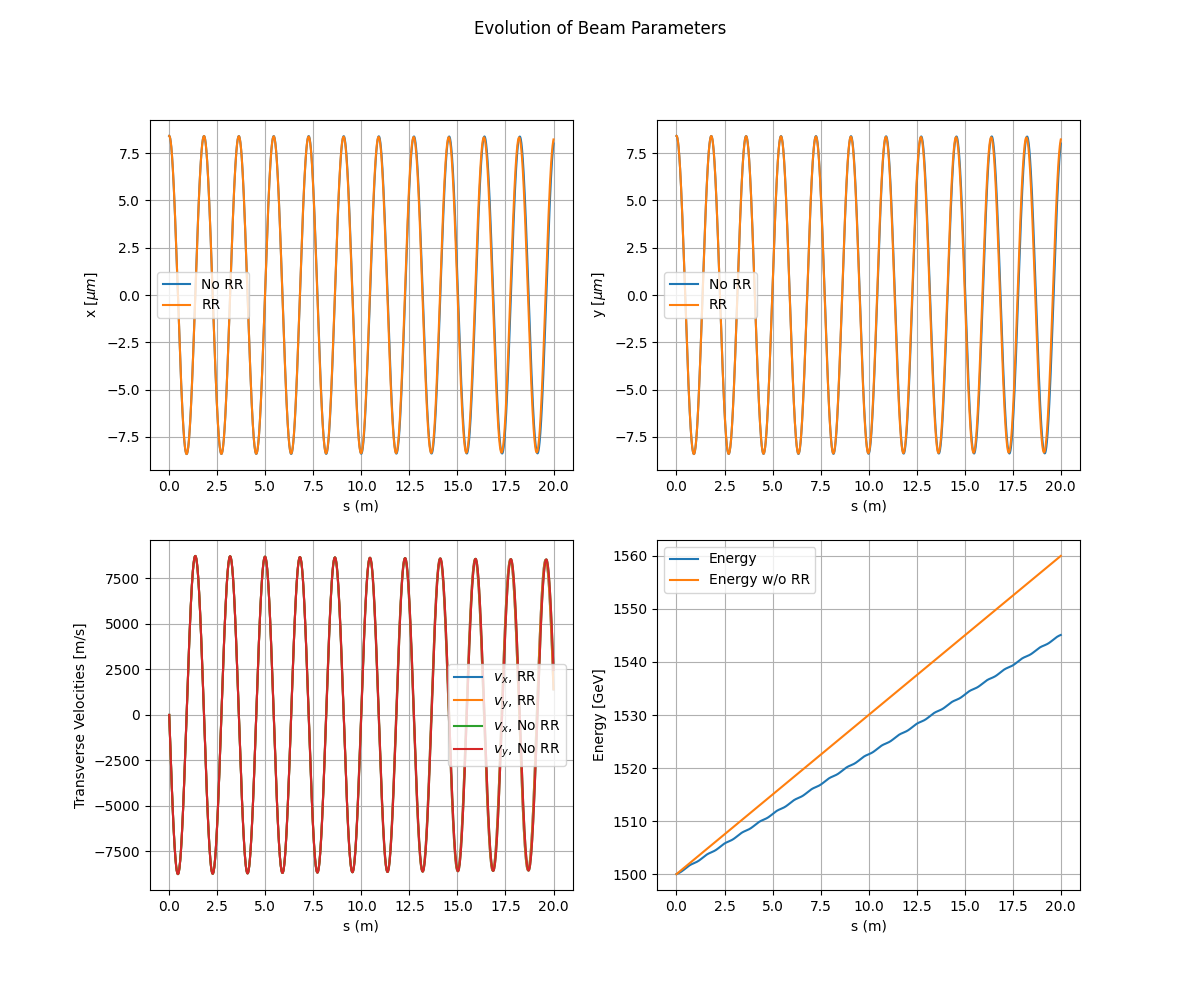 Evolution of Beam Parameters
x [μm]
7.5
5.0
2.5
0.0
−2.5
−5.0
−7.5
No RR
RR
0.0 2.5 5.0 7.5 10.0 12.5 15.0 17.5 20.0
s (m)
y [μm]
7.5
5.0
2.5
0.0
−2.5
−5.0
−7.5
No RR
RR
0.0 2.5 5.0 7.5 10.0 12.5 15.0 17.5 20.0
s (m)
Transverse Velocities [m/s]
7500
5000
2500
0
−2500
−5000
−7500
vₓ, RR
v_y, RR
vₓ, No RR
v_y, No RR
0.0 2.5 5.0 7.5 10.0 12.5 15.0 17.5 20.0
s (m)
Energy [GeV]
1560
1550
1540
1530
1520
1510
1500
Energy
Energy w/o RR
0.0 2.5 5.0 7.5 10.0 12.5 15.0 17.5 20.0
s (m)